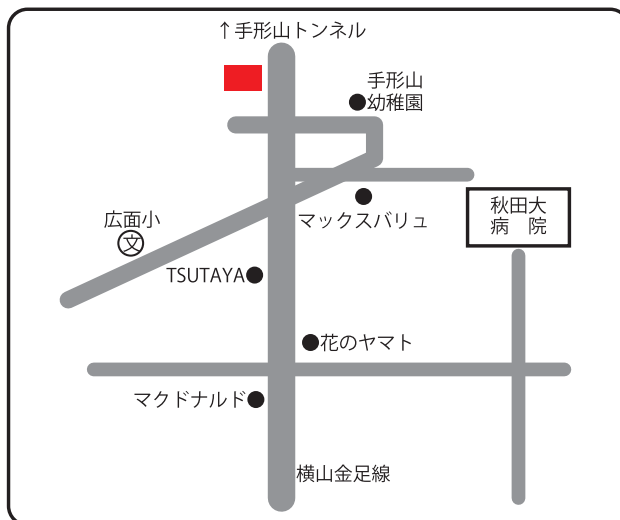 ↑手形山トンネル
手形山
幼稚園
広面小
文
マックスバリュ
秋田大
病　院
TSUTAYA
花のヤマト
マクドナルド
横山金足線